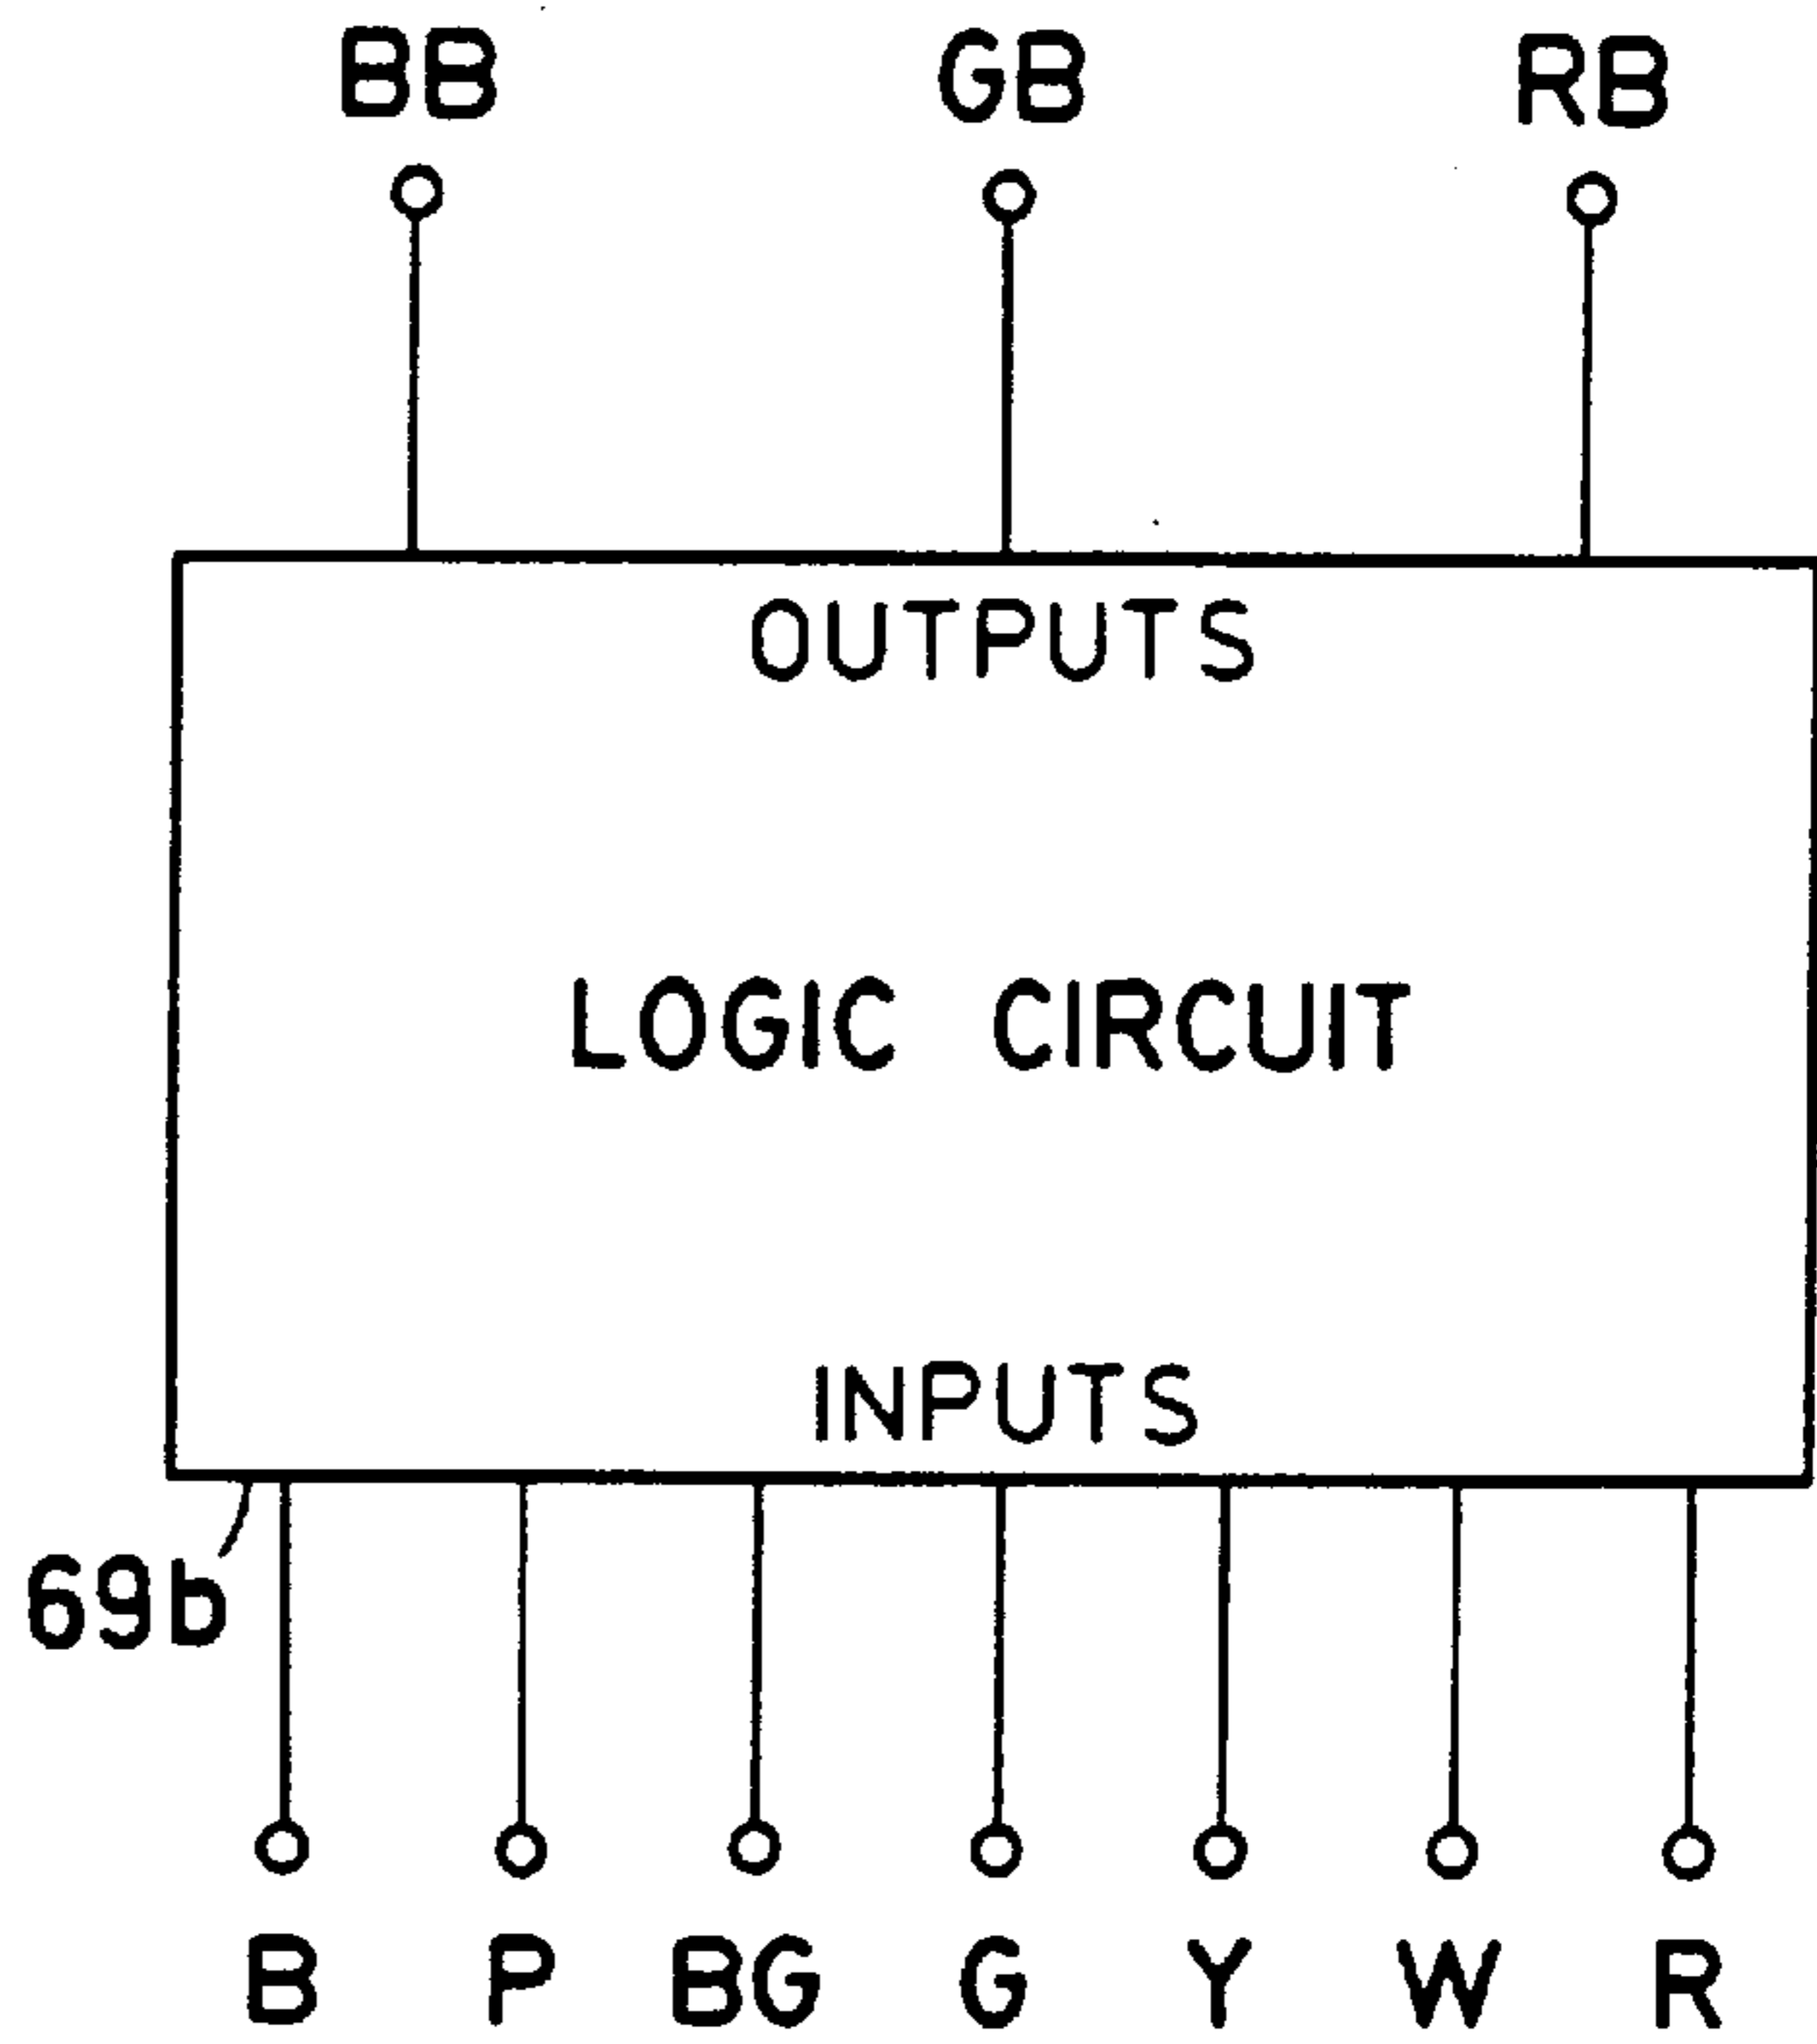 BB GB RB
OUTPUTS
LOGIC CIRCUIT
INPUTS
69b
B P BG G Y W R